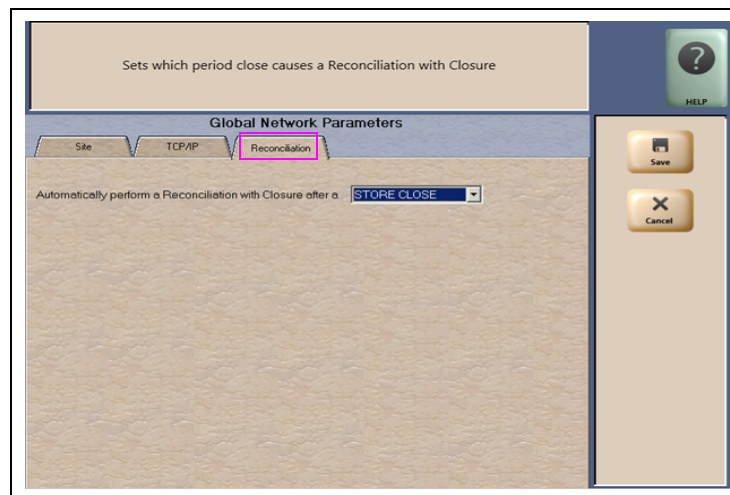 Sets which period close causes a Reconciliation with Closure
HELP
Global Network Parameters
Site
TCP/IP
Reconciliation
Save
Automatically perform a Reconciliation with Closure after a
STORE CLOSE
Cancel